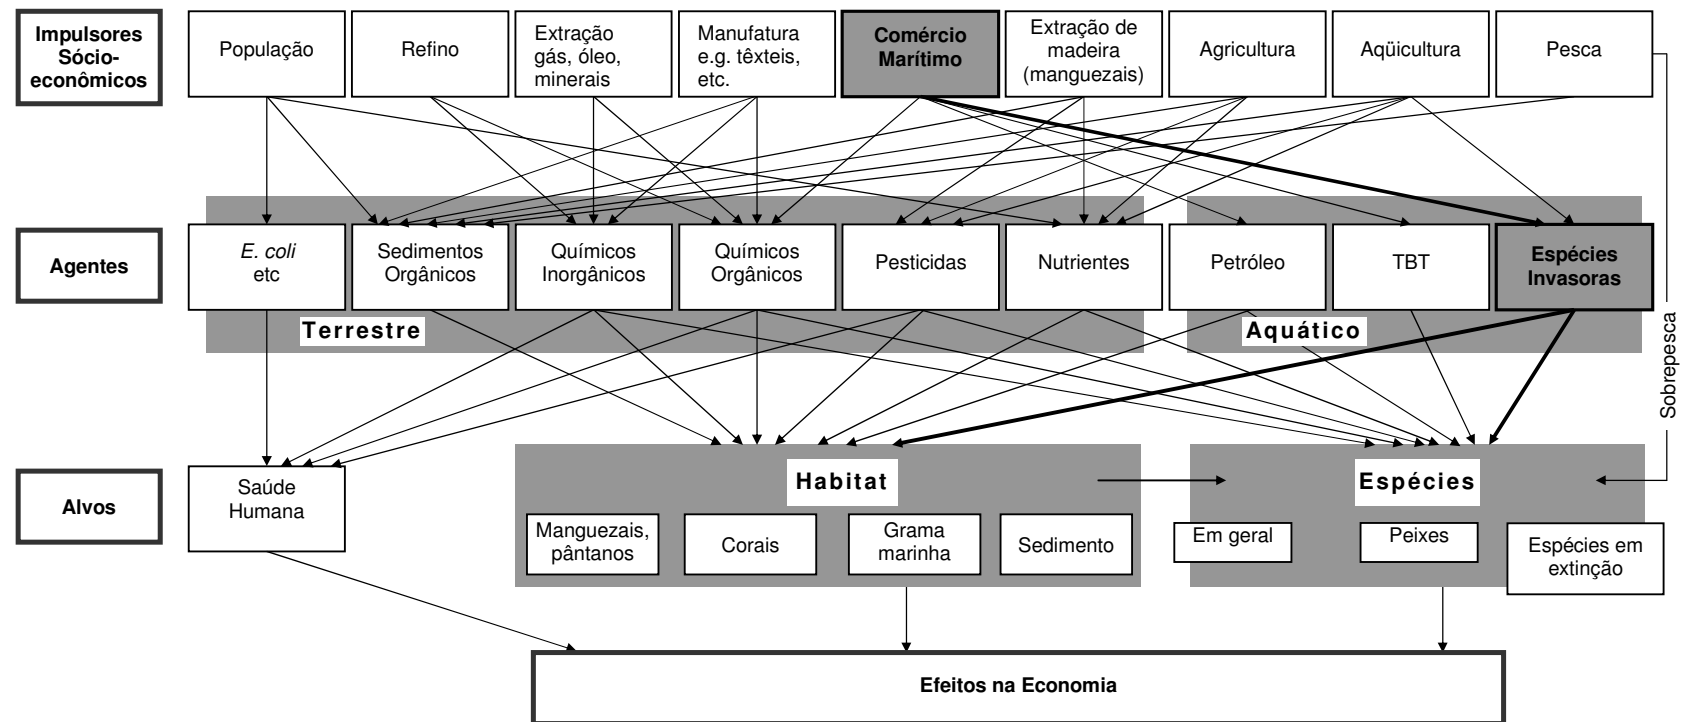 Impulsores
Sócio-
econômicos
População
Refino
Extração
gás, óleo,
minerais
Manufatura
e.g. têxteis,
etc.
Comércio
Marítimo
Extração de
madeira
(manguezais)
Agricultura
Aqüicultura
Pesca
Agentes
E. coli
etc
Sedimentos
Orgânicos
Químicos
Inorgânicos
Químicos
Orgânicos
Pesticidas
Nutrientes
Petróleo
TBT
Espécies
Invasoras
Terrestre
Aquático
Sobrepesca
Alvos
Saúde
Humana
Habitat
Manguezais,
pântanos
Corais
Grama
marinha
Sedimento
Espécies
Em geral
Peixes
Espécies em
extinção
Efeitos na Economia